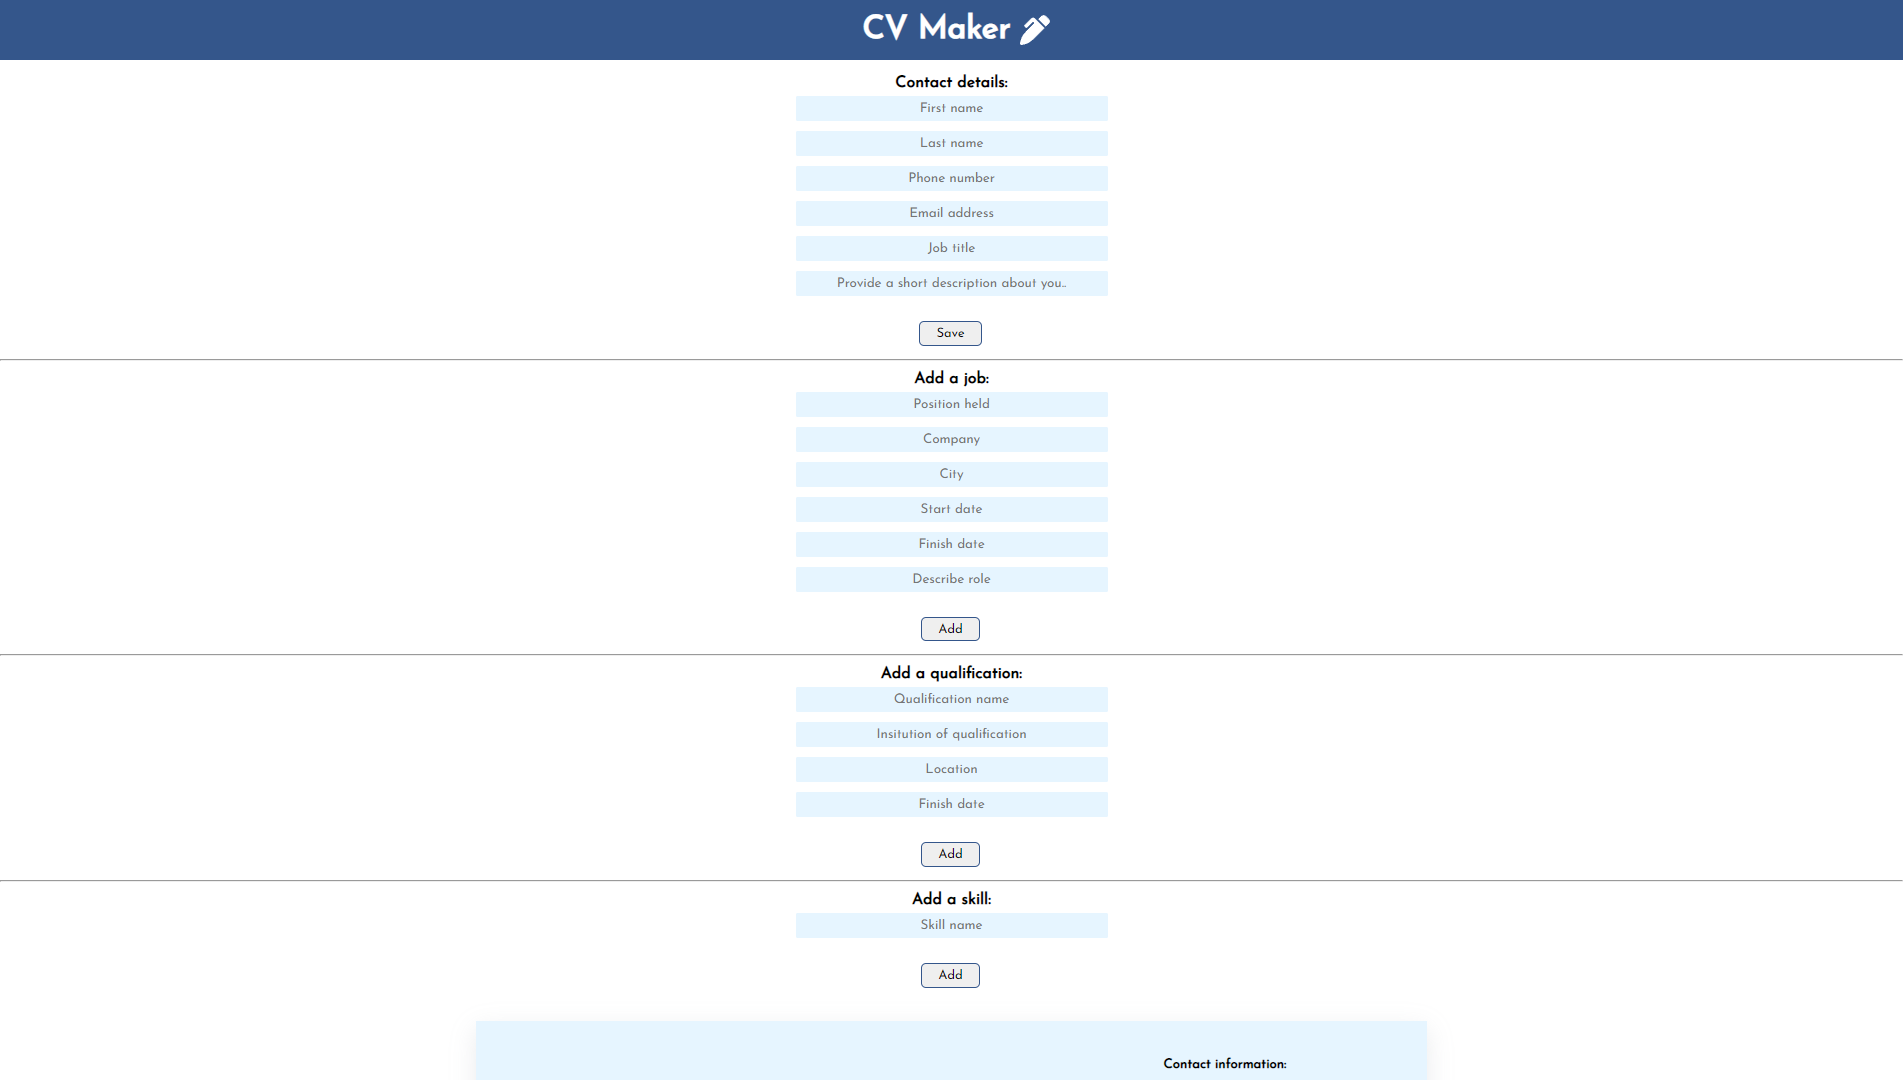 CV Maker
Contact details:
First name
Last name
Phone number
Email address
Job title
Provide a short description about you..
Save
Add a job:
Position held
Company
City
Start date
Finish date
Describe role
Add
Add a qualification:
Qualification name
Insitution of qualification
Location
Finish date
Add
Add a skill:
Skill name
Add
Contact information: